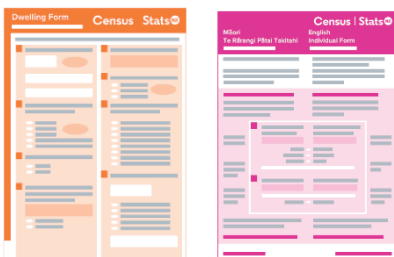 Dwelling Form
Census Stats NZ
Census | Stats NZ
Māori English
Te Rārangi Pātai Takitahi Individual Form